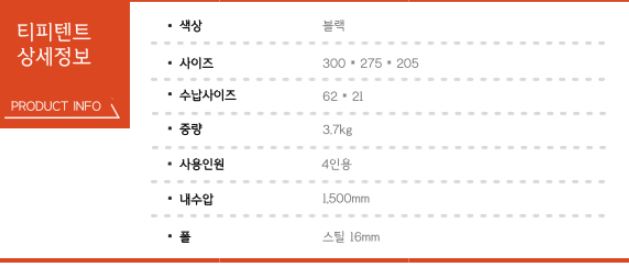 티피텐트
상세정보
PRODUCT INFO
▪ 색상 블랙
▪ 사이즈 300 * 275 * 205
▪ 수납사이즈 62 * 21
▪ 중량 3.7kg
▪ 사용인원 4인용
▪ 내수압 1,500mm
▪ 폴 스틸 16mm